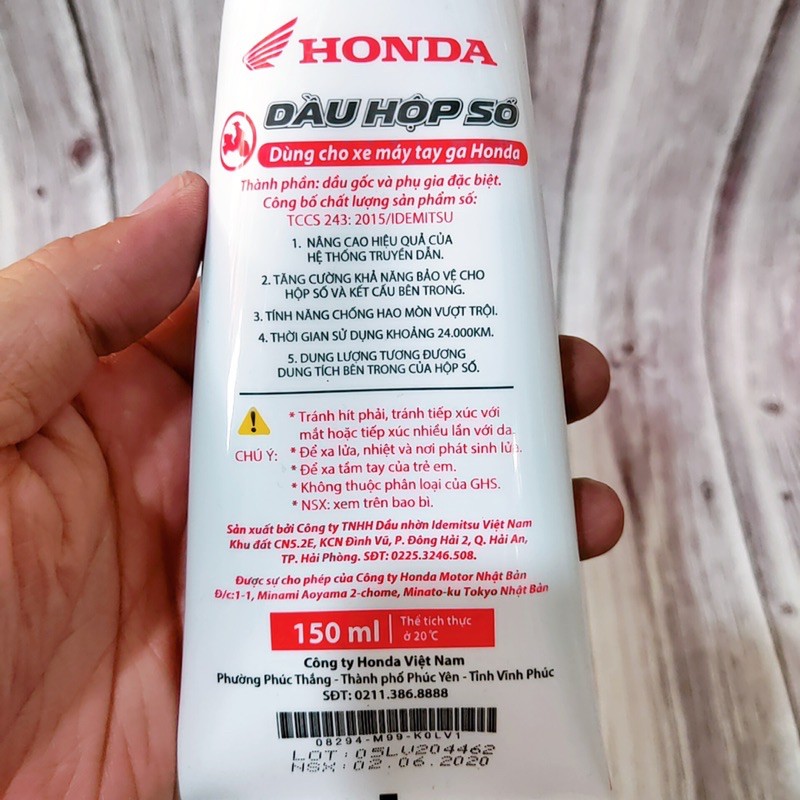 HONDA
DẦU HỘP SỐ
Dùng cho xe máy tay ga Honda
Thành phần: dầu gốc và phụ gia đặc biệt.
Công bố chất lượng sản phẩm số:
TCCS 243: 2015/IDEMITSU
1. NÂNG CAO HIỆU QUẢ CỦA
HỆ THỐNG TRUYỀN DẪN.
2. TĂNG CƯỜNG KHẢ NĂNG BẢO VỆ CHO
HỘP SỐ VÀ KẾT CẤU BÊN TRONG.
3. TÍNH NĂNG CHỐNG HAO MÒN VƯỢT TRỘI.
4. THỜI GIAN SỬ DỤNG KHOẢNG 24.000KM.
5. DUNG LƯỢNG TƯƠNG ĐƯƠNG
DUNG TÍCH BÊN TRONG CỦA HỘP SỐ.
CHÚ Ý:
* Tránh hít phải, tránh tiếp xúc với
mắt hoặc tiếp xúc nhiều lần với da.
* Để xa lửa, nhiệt và nơi phát sinh lửa.
* Để xa tầm tay của trẻ em.
* Không thuộc phân loại của GHS.
* NSX: xem trên bao bì.
Sản xuất bởi Công ty TNHH Dầu nhờn Idemitsu Việt Nam
Khu đất CN5.2E, KCN Đình Vũ, P. Đông Hải 2, Q. Hải An,
TP. Hải Phòng. SĐT: 0225.3246.508.
Được sự cho phép của Công ty Honda Motor Nhật Bản
Đ/c:1-1, Minami Aoyama 2-chome, Minato-ku Tokyo Nhật Bản
150 ml
Thể tích thực
ở 20°C
Công ty Honda Việt Nam
Phường Phúc Thắng - Thành phố Phúc Yên - Tỉnh Vĩnh Phúc
SĐT: 0211.386.8888
08294-M99-K0LV1
LOT: 05LV204462
NSX: 02.06.2020